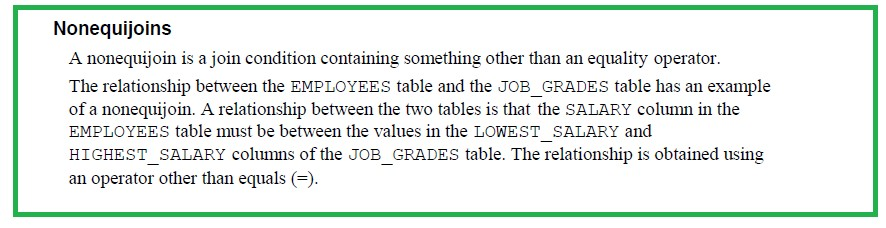 Nonequijoins
A nonequijoin is a join condition containing something other than an equality operator.
The relationship between the EMPLOYEES table and the JOB_GRADES table has an example
of a nonequijoin. A relationship between the two tables is that the SALARY column in the
EMPLOYEES table must be between the values in the LOWEST_SALARY and
HIGHEST_SALARY columns of the JOB_GRADES table. The relationship is obtained using
an operator other than equals (=).